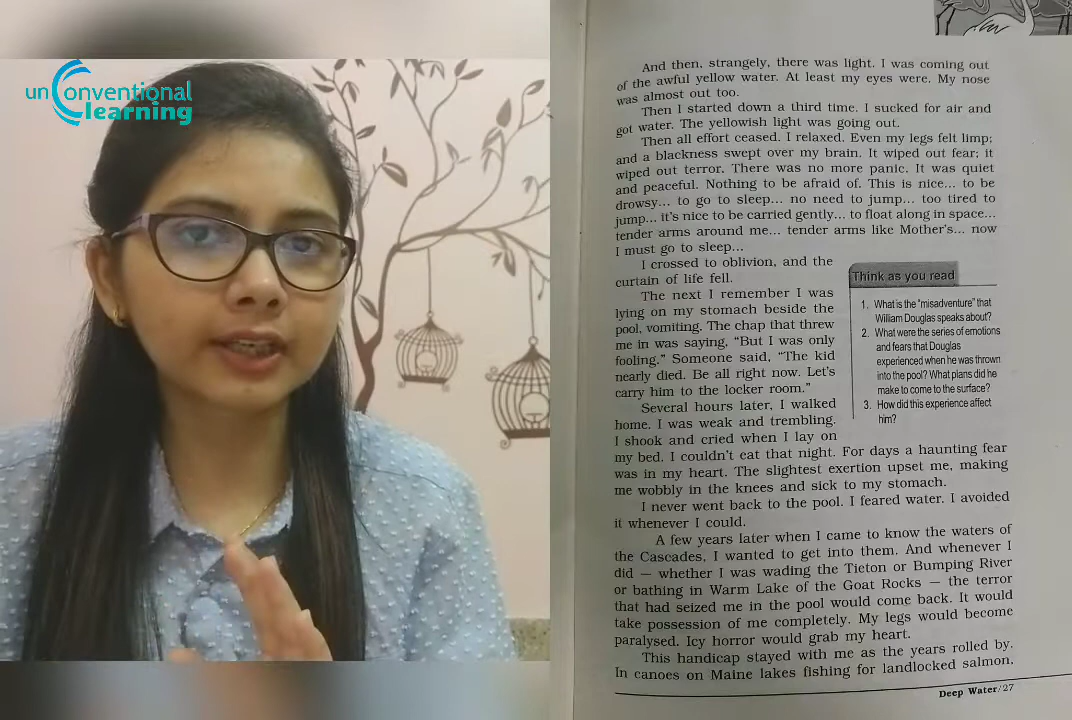 unConventional
learning
And then, strangely, there was light. I was coming out
of the awful yellow water. At least my eyes were. My nose
was almost out too.
Then I started down a third time. I sucked for air and
got water. The yellowish light was going out.
Then all effort ceased. I relaxed. Even my legs felt limp;
and a blackness swept over my brain. It wiped out fear; it
wiped out terror. There was no more panic. It was quiet
and peaceful. Nothing to be afraid of. This is nice... to be
drowsy... to go to sleep... no need to jump... too tired to
jump... it's nice to be carried gently... to float along in space...
tender arms around me... tender arms like Mother's... now
I must go to sleep...
I crossed to oblivion, and the
curtain of life fell.
The next I remember I was
lying on my stomach beside the
pool, vomiting. The chap that threw
me in was saying, “But I was only
fooling.” Someone said, “The kid
nearly died. Be all right now. Let's
carry him to the locker room.”
Several hours later, I walked
home. I was weak and trembling.
I shook and cried when I lay on
my bed. I couldn't eat that night. For days a haunting fear
was in my heart. The slightest exertion upset me, making
me wobbly in the knees and sick to my stomach.
I never went back to the pool. I feared water. I avoided
it whenever I could.
A few years later when I came to know the waters of
the Cascades, I wanted to get into them. And whenever I
did — whether I was wading the Tieton or Bumping River
or bathing in Warm Lake of the Goat Rocks — the terror
that had seized me in the pool would come back. It would
take possession of me completely. My legs would become
paralysed. Icy horror would grab my heart.
This handicap stayed with me as the years rolled by.
In canoes on Maine lakes fishing for landlocked salmon,
Think as you read
1. What is the “misadventure” that
William Douglas speaks about?
2. What were the series of emotions
and fears that Douglas
experienced when he was thrown
into the pool? What plans did he
make to come to the surface?
3. How did this experience affect
him?
Deep Water/27